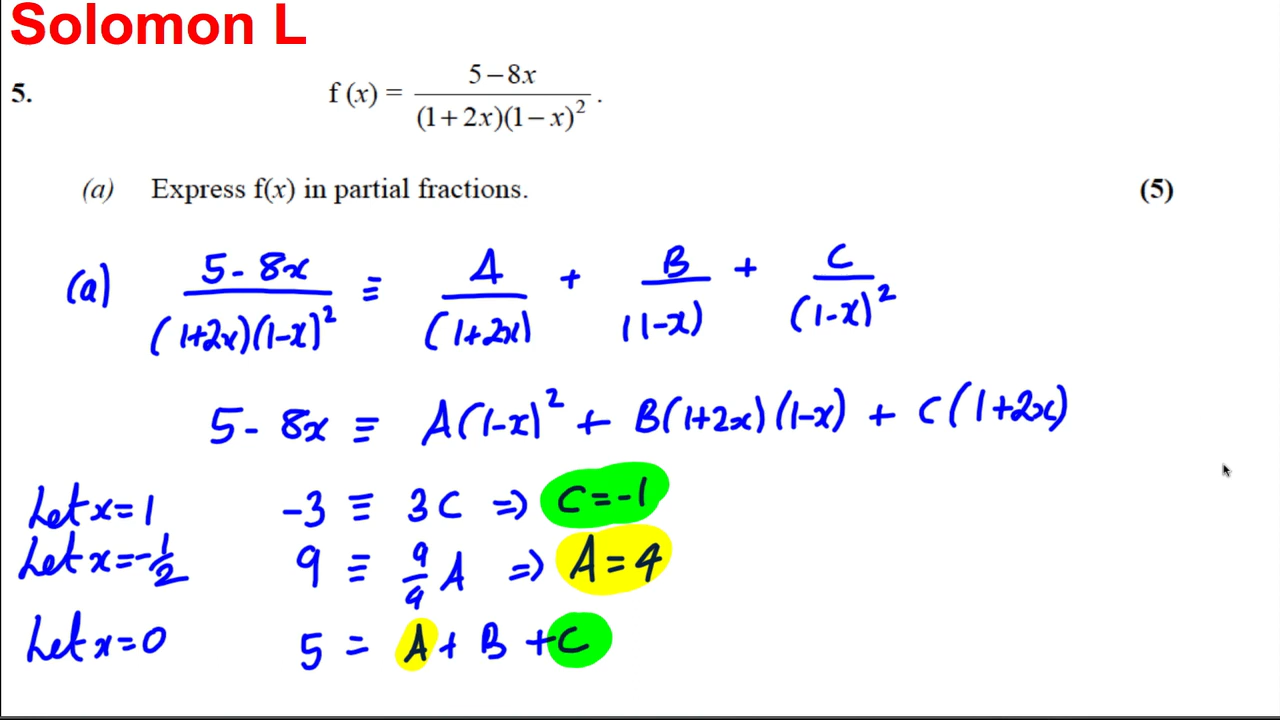 Solomon L
5. f (x) = (5 – 8x) / ((1 + 2x)(1 – x)²) .
(a) Express f(x) in partial fractions. (5)
(a) (5 - 8x) / ((1+2x)(1-x)²) ≡ A / (1+2x) + B / (1-x) + C / (1-x)²
5 - 8x ≡ A(1-x)² + B(1+2x)(1-x) + C(1+2x)
Let x=1 -3 ≡ 3C => C=-1
Let x=-1/2 9 ≡ 9/4 A => A=4
Let x=0 5 = A + B + C